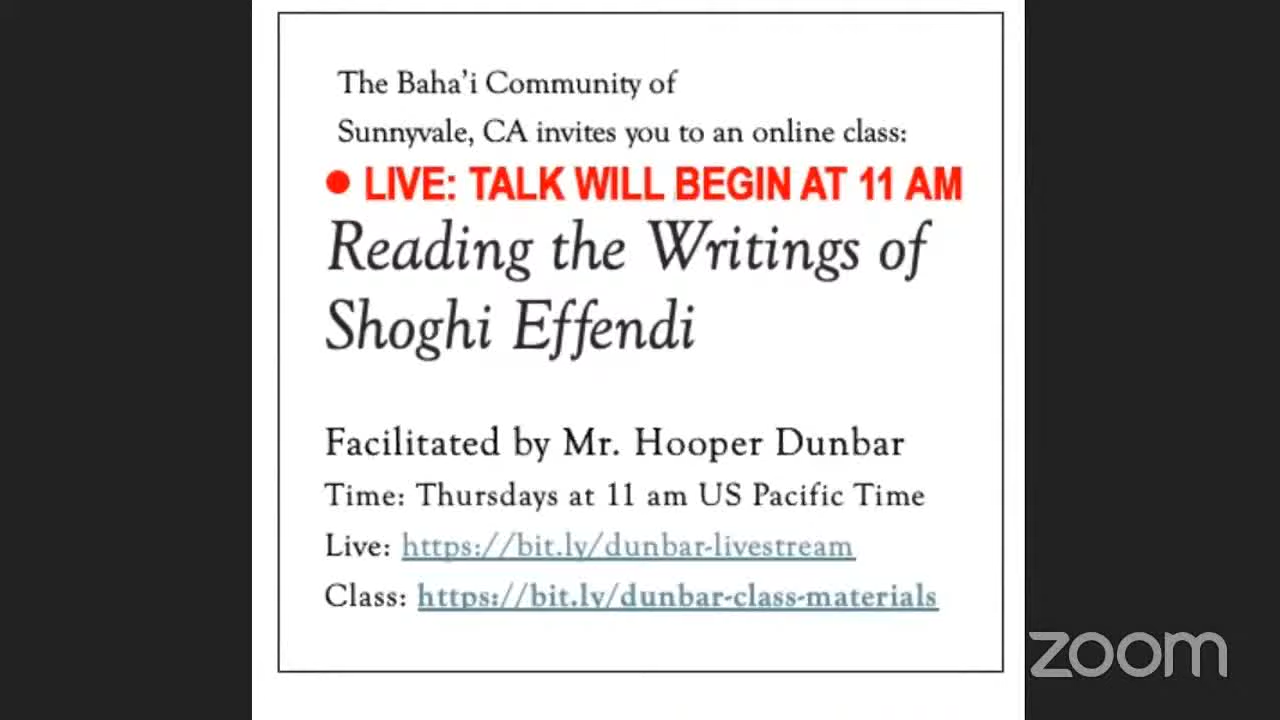 The Baha'i Community of
Sunnyvale, CA invites you to an online class:
● LIVE: TALK WILL BEGIN AT 11 AM
Reading the Writings of
Shoghi Effendi
Facilitated by Mr. Hooper Dunbar
Time: Thursdays at 11 am US Pacific Time
Live: https://bit.ly/dunbar-livestream
Class: https://bit.ly/dunbar-class-materials
zoom